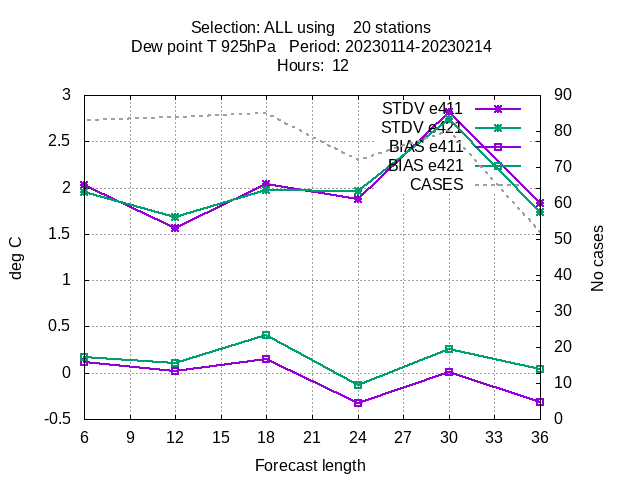 Selection: ALL using    20 stations
Dew point T 925hPa   Period: 20230114-20230214
Hours:  12
STDV e411
STDV e421
BIAS e411
BIAS e421
CASES
3
2.5
2
1.5
1
0.5
0
-0.5
deg C
90
80
70
60
50
40
30
20
10
0
No cases
6 9 12 15 18 21 24 27 30 33 36
Forecast length